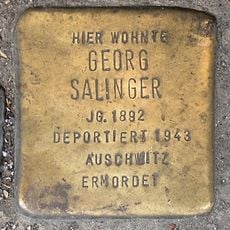 HIER WOHNTE
GEORG
SALINGER
JG. 1892
DEPORTIERT 1943
AUSCHWITZ
ERMORDET